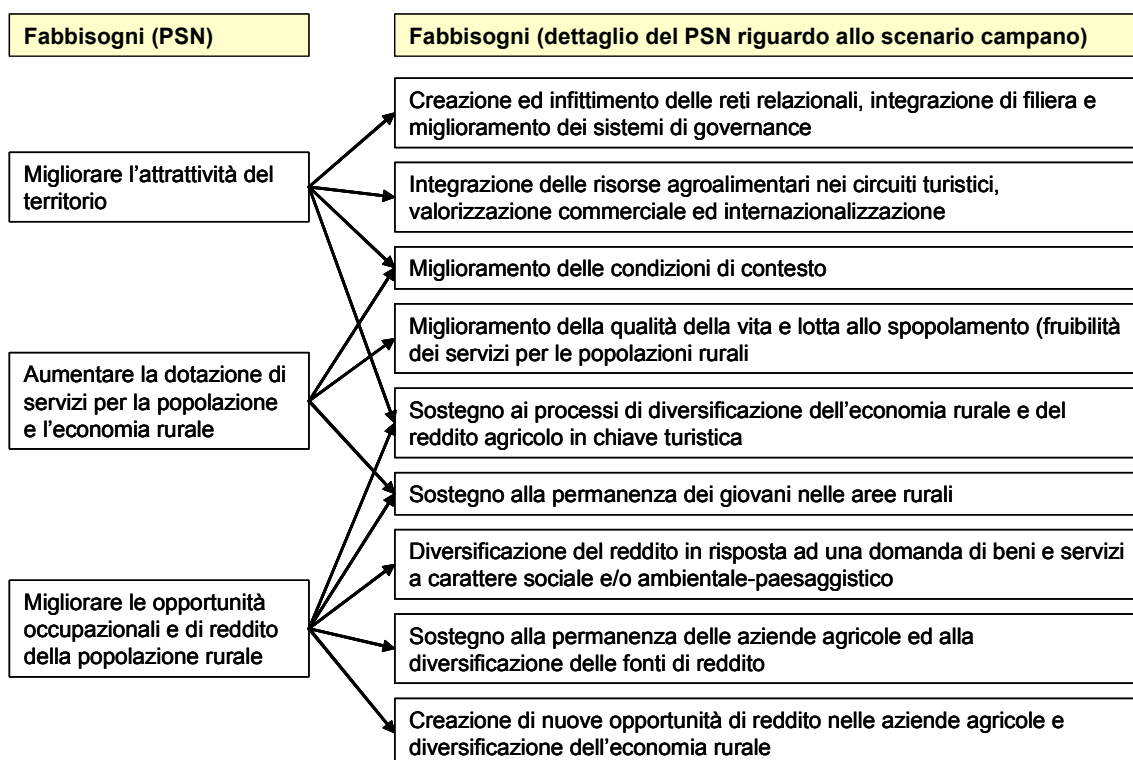 Fabbisogni (PSN)
Fabbisogni (dettaglio del PSN riguardo allo scenario campano)
Migliorare l'attrattività del
territorio
Aumentare la dotazione di
servizi per la popolazione
e l'economia rurale
Migliorare le opportunità
occupazionali e di reddito
della popolazione rurale
Creazione ed infittimento delle reti relazionali, integrazione di filiera e
miglioramento dei sistemi di governance
Integrazione delle risorse agroalimentari nei circuiti turistici,
valorizzazione commerciale ed internazionalizzazione
Miglioramento delle condizioni di contesto
Miglioramento della qualità della vita e lotta allo spopolamento (fruibilità
dei servizi per le popolazioni rurali
Sostegno ai processi di diversificazione dell'economia rurale e del
reddito agricolo in chiave turistica
Sostegno alla permanenza dei giovani nelle aree rurali
Diversificazione del reddito in risposta ad una domanda di beni e servizi
a carattere sociale e/o ambientale-paesaggistico
Sostegno alla permanenza delle aziende agricole ed alla
diversificazione delle fonti di reddito
Creazione di nuove opportunità di reddito nelle aziende agricole e
diversificazione dell'economia rurale